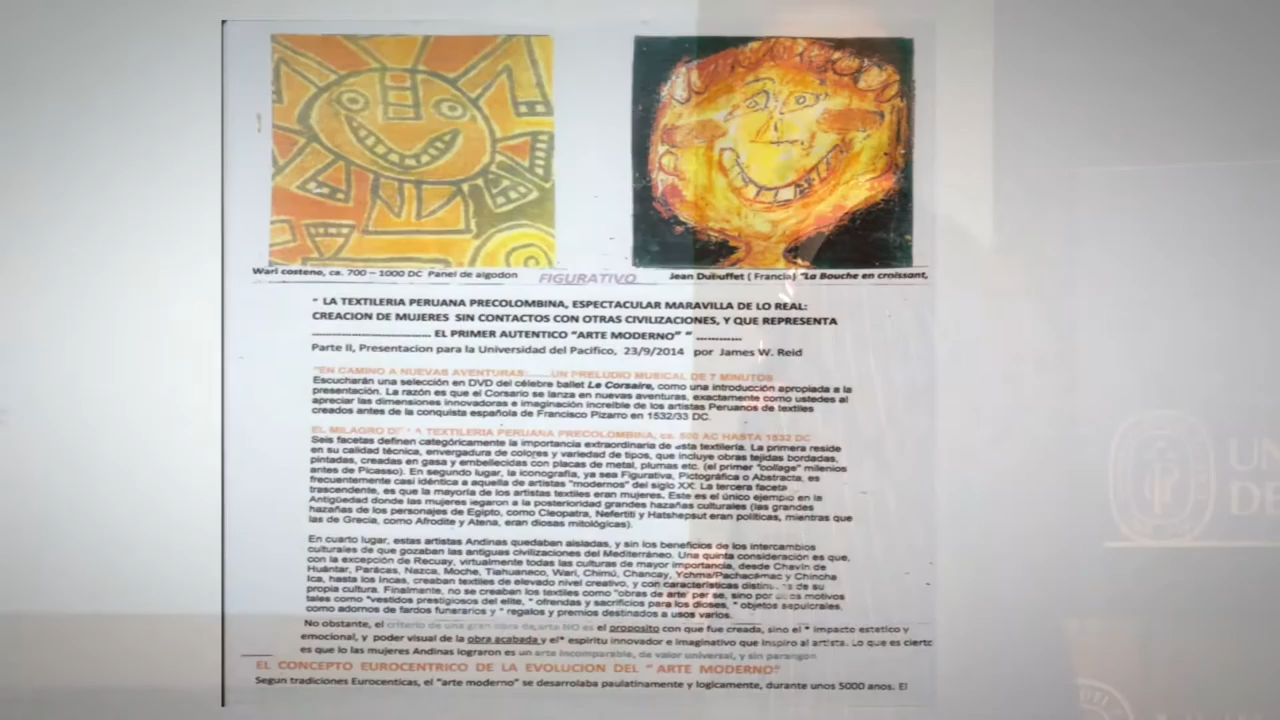 Wari costeno, ca. 700 – 1000 DC Panel de algodon
FIGURATIVO
Jean Dubuffet ( Francia) "La Bouche en croissant,
" LA TEXTILERIA PERUANA PRECOLOMBINA, ESPECTACULAR MARAVILLA DE LO REAL:
CREACION DE MUJERES SIN CONTACTOS CON OTRAS CIVILIZACIONES, Y QUE REPRESENTA
........................... EL PRIMER AUTENTICO "ARTE MODERNO" " ............
Parte II, Presentacion para la Universidad del Pacifico, 23/9/2014 por James W. Reid
"EN CAMINO A NUEVAS AVENTURAS:......UN PRELUDIO MUSICAL DE 7 MINUTOS
Escucharán una selección en DVD del célebre ballet Le Corsaire, como una introducción apropiada a la
presentación. La razón es que el Corsario se lanza en nuevas aventuras, exactamente como ustedes al
apreciar las dimensiones innovadoras e imaginación increíble de los artistas Peruanos de textiles
creados antes de la conquista española de Francisco Pizarro en 1532/33 DC.
EL MILAGRO A TEXTILERIA PERUANA PRECOLOMBINA, ca. 500 AC HASTA 1532 DC
Seis facetas definen categóricamente la importancia extraordinaria de esta textilería. La primera reside
en su calidad técnica, envergadura de colores y variedad de tipos, que incluye obras tejidas bordadas,
pintadas, creadas en gasa y embellecidas con placas de metal, plumas etc. (el primer "collage" milenios
antes de Picasso). En segundo lugar, la iconografía, ya sea Figurativa, Pictográfica o Abstracta, es
frecuentemente casi idéntica a aquella de artistas "modernos" del siglo XX. La tercera faceta
trascendente, es que la mayoría de los artistas textiles eran mujeres. Este es el único ejemplo en la
Antigüedad donde las mujeres legaron a la posterioridad grandes hazañas culturales (las grandes
hazañas de los personajes de Egipto, como Cleopatra, Nefertiti y Hatshepsut eran políticas, mientras que
las de Grecia, como Afrodite y Atena, eran diosas mitológicas).
En cuarto lugar, estas artistas Andinas quedaban aisladas, y sin los beneficios de los intercambios
culturales de que gozaban las antiguas civilizaciones del Mediterráneo. Una quinta consideración es que,
con la excepción de Recuay, virtualmente todas las culturas de mayor importancia, desde Chavín de
Huántar, Parácas, Nazca, Moche, Tiahuanaco, Wari, Chimú, Chancay, Ychma/Pachacámac y Chincha
Ica, hasta los Incas, creaban textiles de elevado nivel creativo, y con características de su
propia cultura. Finalmente, no se creaban los textiles como "obras de arte' per se, sino por motivos
tales como "vestidos prestigiosos del elite, * ofrendas y sacrificios para los dioses, * objetos sepulcrales,
como adornos de fardos funerarios y * regalos y premios destinados a usos varios.
No obstante, el criterio de una gran obra de arte NO es el proposito con que fue creada, sino el * impacto estetico y
emocional, y poder visual de la obra acabada y el* espiritu innovador e Imaginativo que inspiro al artista. Lo que es cierto
es que lo las mujeres Andinas lograron es un arte incomparable, de valor universal, y sin parangon
EL CONCEPTO EUROCENTRICO DE LA EVOLUCION DEL " ARTE MODERNO:"
Segun tradiciones Eurocenticas, el "arte moderno" se desarrolaba paulatinamente y logicamente, durante unos 5000 anos. El
UN
DE